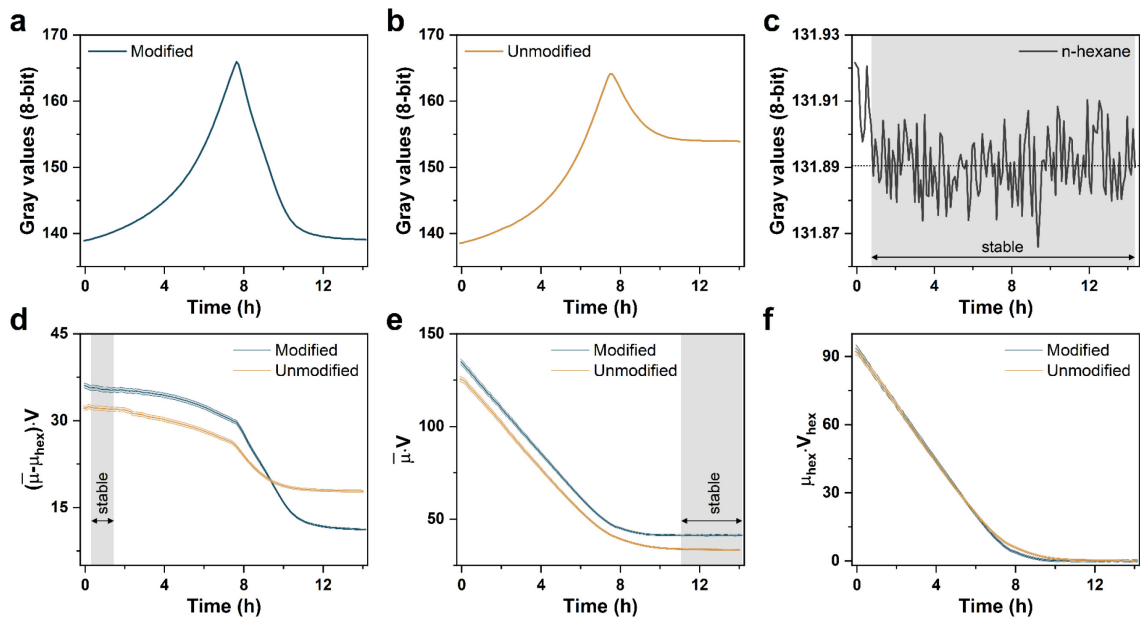 a
Modified
Gray values (8-bit)
170
160
150
140
0
4
8
12
Time (h)
b
Unmodified
Gray values (8-bit)
170
160
150
140
0
4
8
12
Time (h)
c
n-hexane
Gray values (8-bit)
131.93
131.91
131.89
131.87
stable
0
4
8
12
Time (h)
d
Modified
Unmodified
(μ̅-μhex)·V
45
30
15
stable
0
4
8
12
Time (h)
e
Modified
Unmodified
μ̅·V
150
100
50
stable
0
4
8
12
Time (h)
f
Modified
Unmodified
μhex·Vhex
90
60
30
0
0
4
8
12
Time (h)